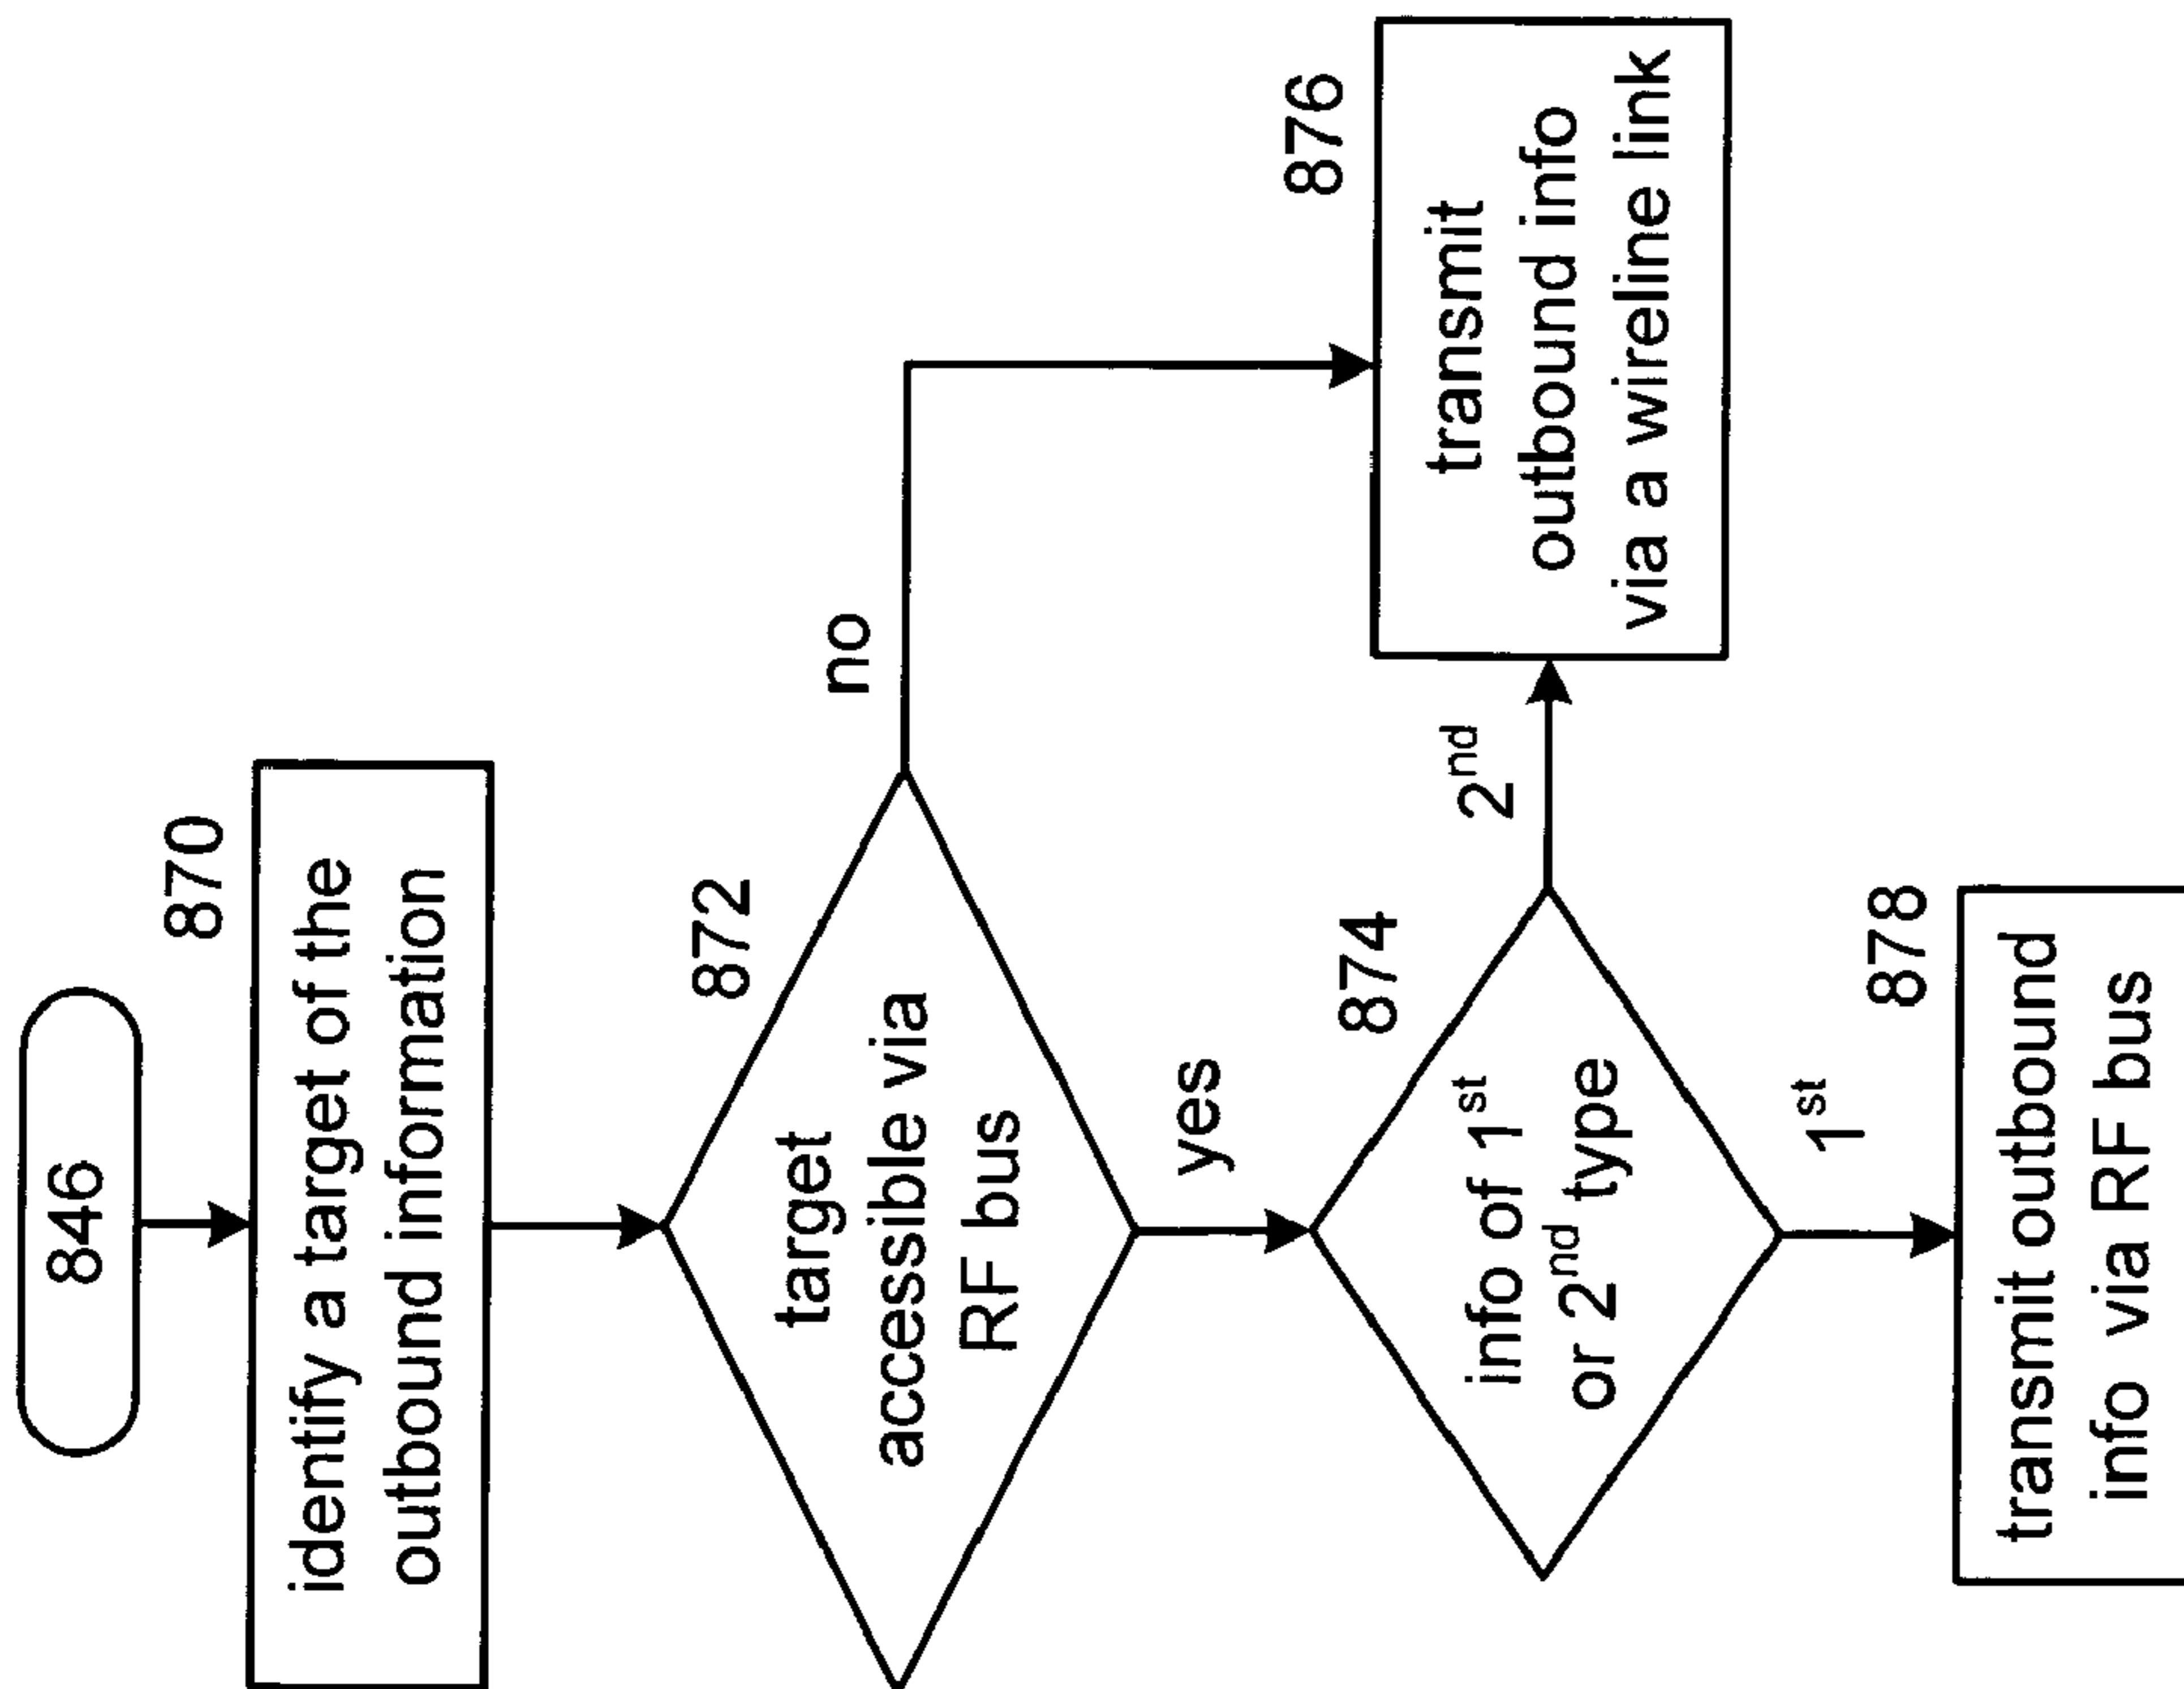 846
870
identify a target of the
outbound information
872
target
accessible via
RF bus
no
yes
874
info of 1st
or 2nd type
2nd
1st
876
transmit
outbound info
via a wireline link
878
transmit outbound
info via RF bus